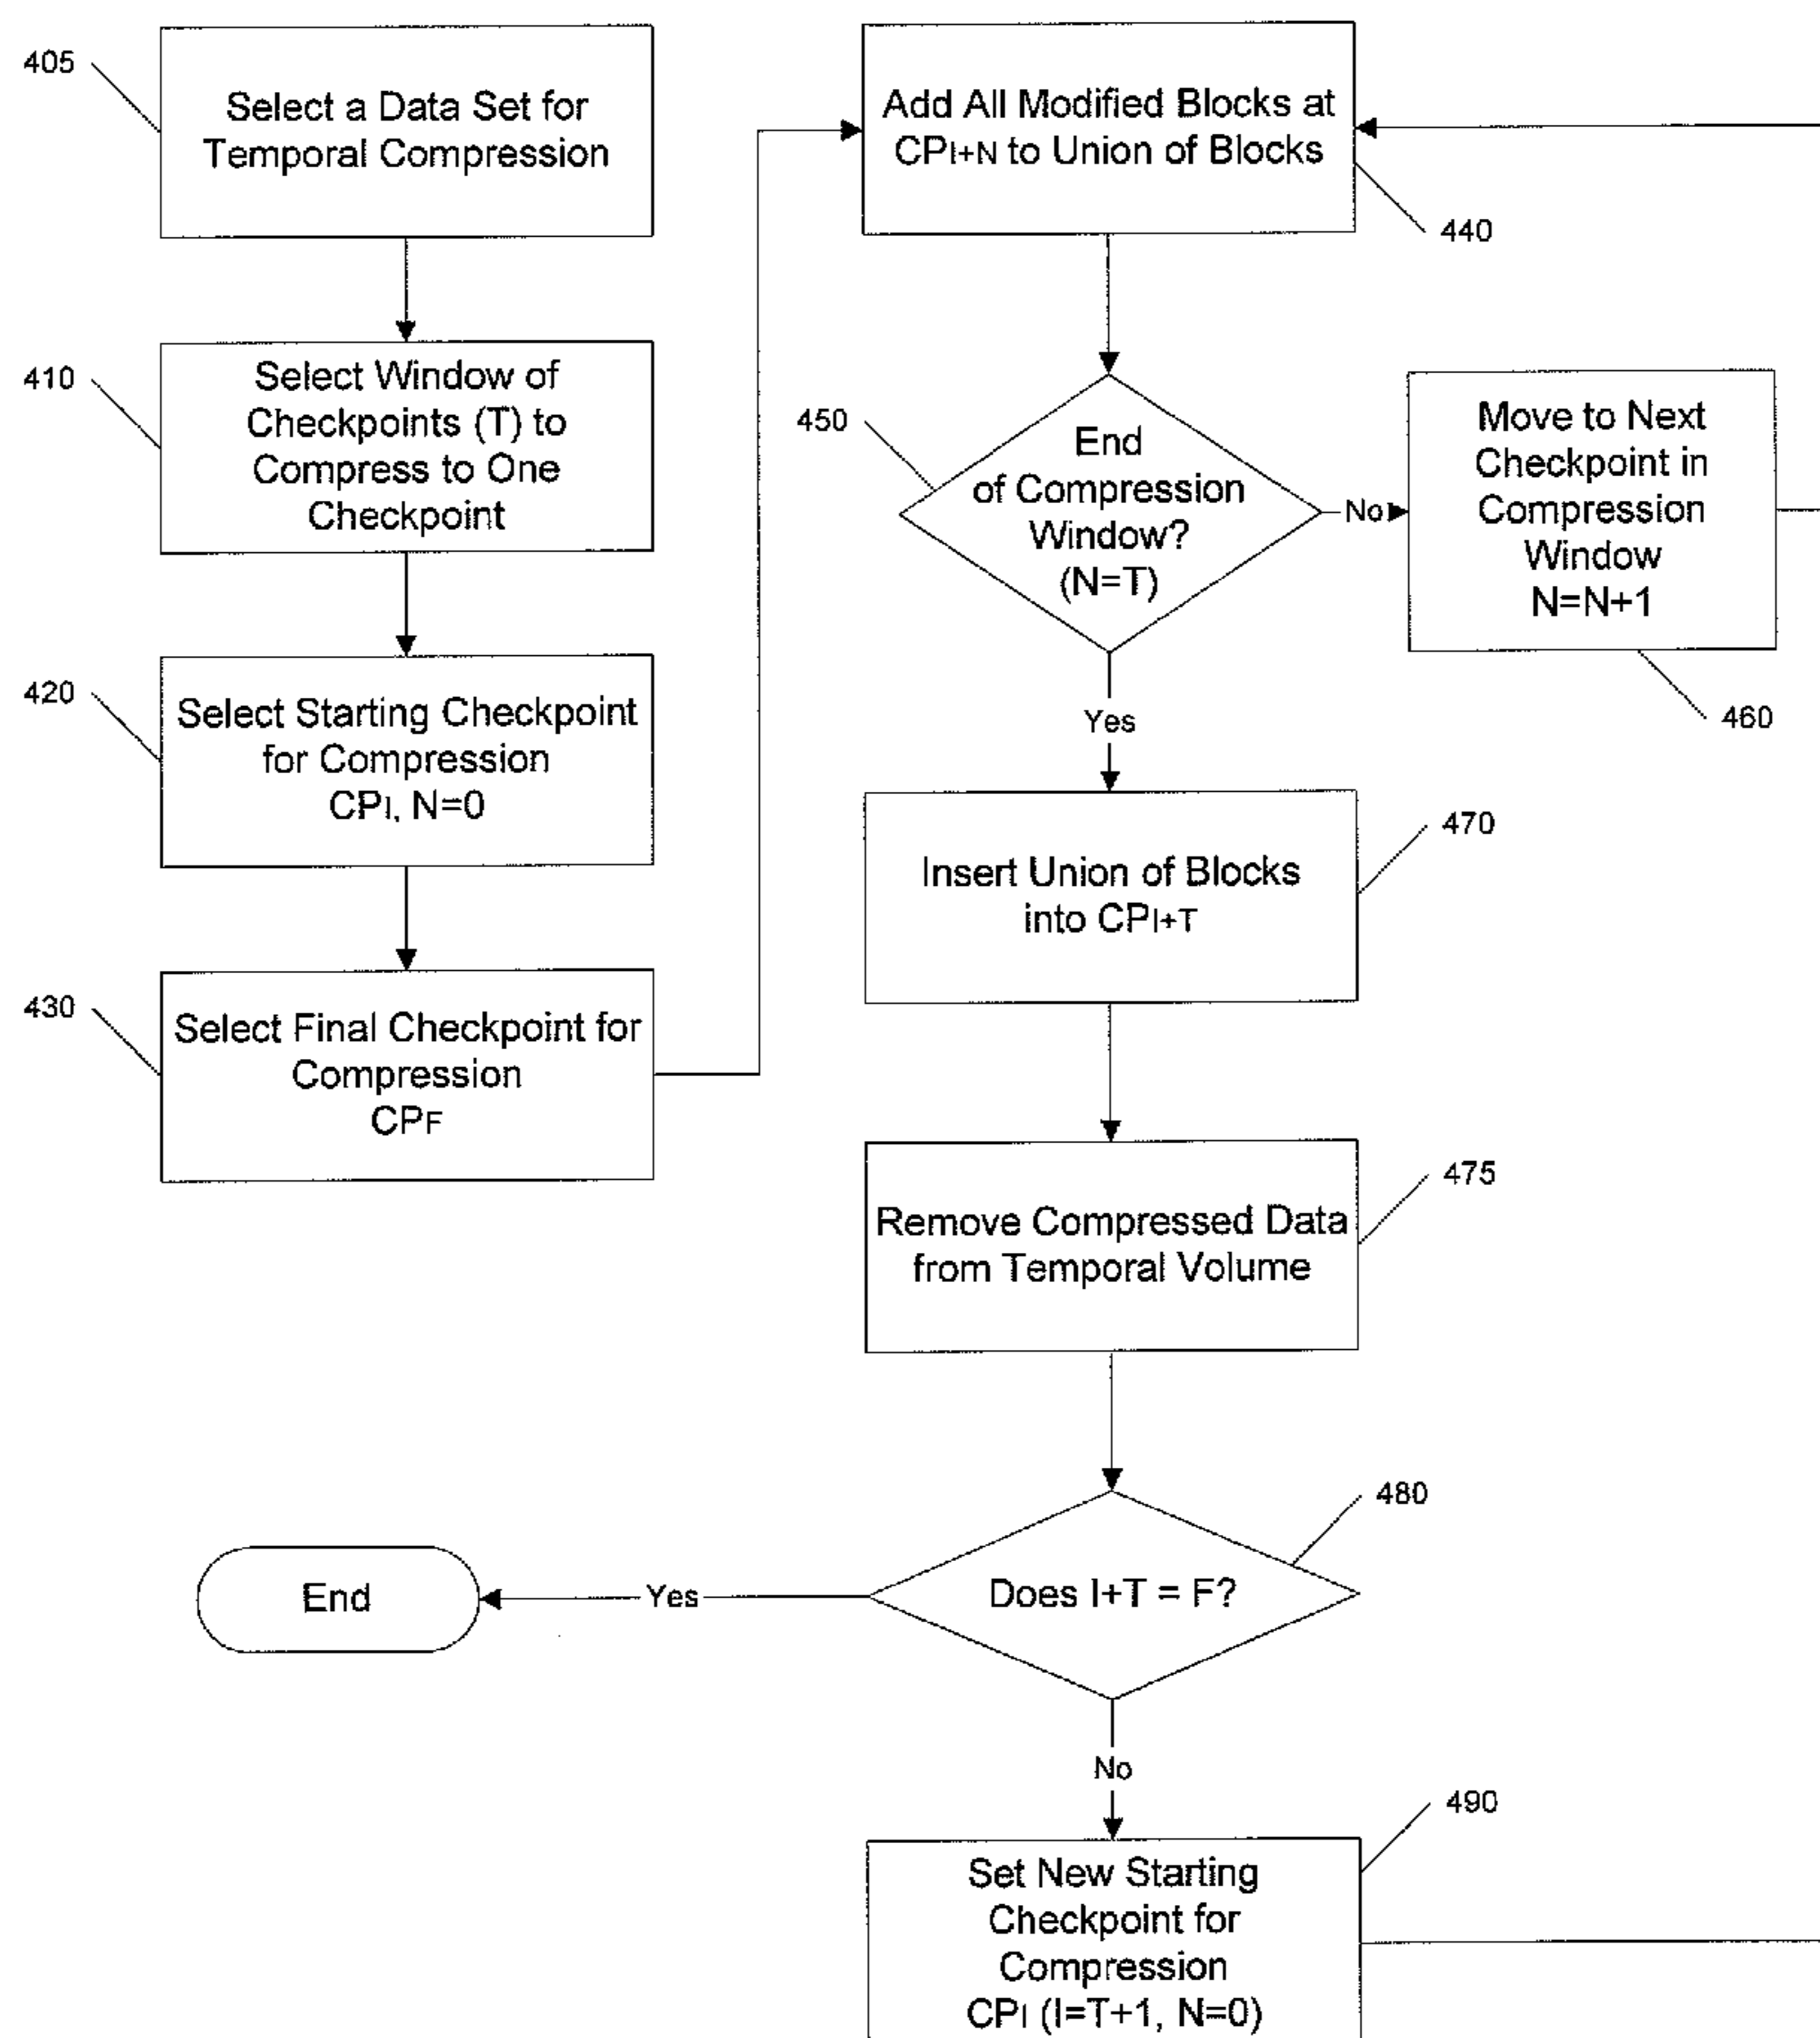 405
Select a Data Set for
Temporal Compression
410
Select Window of
Checkpoints (T) to
Compress to One
Checkpoint
420
Select Starting Checkpoint
for Compression
CPI, N=0
430
Select Final Checkpoint for
Compression
CPF
Add All Modified Blocks at
CPI+N to Union of Blocks
440
450
End
of Compression
Window?
(N=T)
No
Move to Next
Checkpoint in
Compression
Window
N=N+1
460
Yes
Insert Union of Blocks
into CPI+T
470
Remove Compressed Data
from Temporal Volume
475
Does I+T = F?
480
Yes
End
No
Set New Starting
Checkpoint for
Compression
CPI (I=T+1, N=0)
490